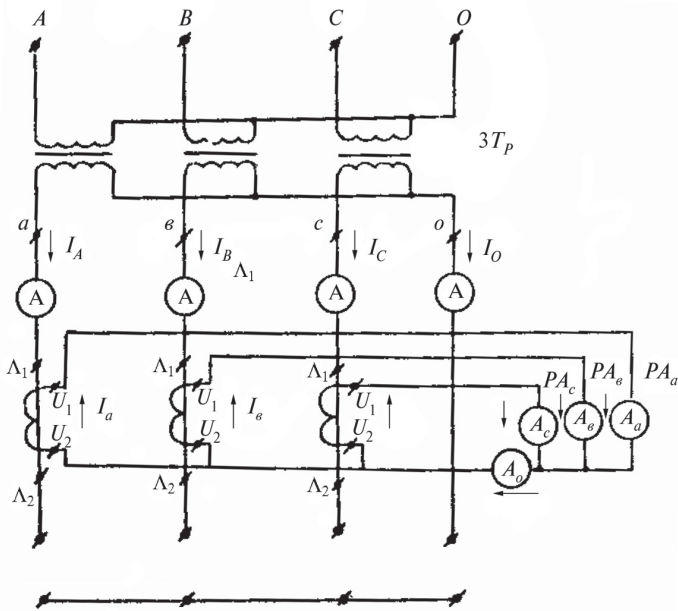 A B C O
3T_P
a в c o
I_A I_B I_C I_O
Λ_1
A A A A
Λ_1 Λ_1 Λ_1
PA_c PA_в PA_a
U_1 I_a U_1 I_в U_1
A_c A_в A_a
U_2 U_2 U_2
A_o
Λ_2 Λ_2 Λ_2